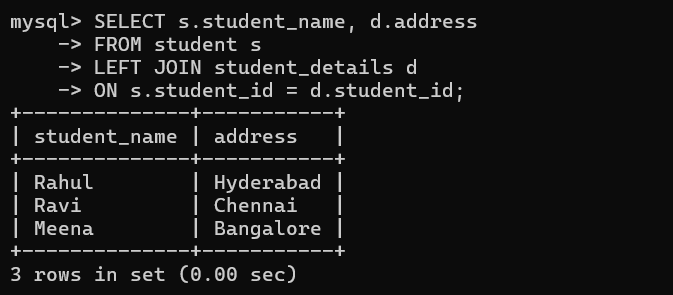 mysql> SELECT s.student_name, d.address
    -> FROM student s
    -> LEFT JOIN student_details d
    -> ON s.student_id = d.student_id;
+--------------+-----------+
| student_name | address   |
+--------------+-----------+
| Rahul        | Hyderabad |
| Ravi         | Chennai   |
| Meena        | Bangalore |
+--------------+-----------+
3 rows in set (0.00 sec)